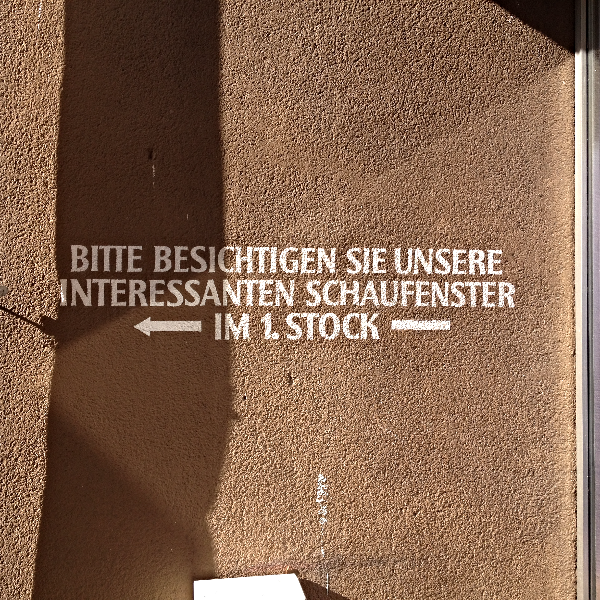 BITTE BESICHTIGEN SIE UNSERE
INTERESSANTEN SCHAUFENSTER
IM 1. STOCK